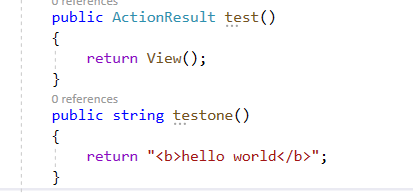 0 references
public ActionResult test()
{
return View();
}
0 references
public string testone()
{
return "<b>hello world</b>";
}